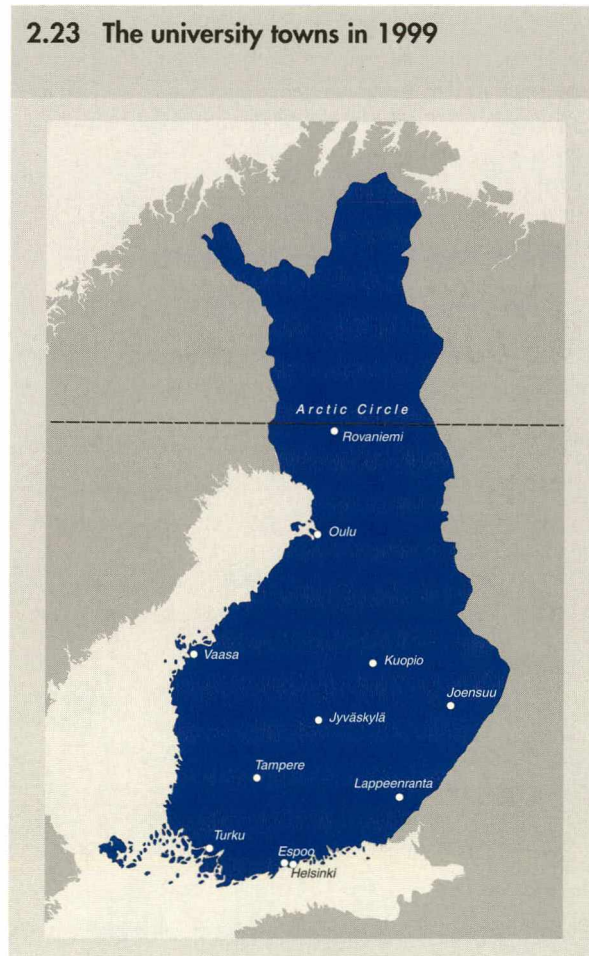 2.23 The university towns in 1999
Arctic Circle
Rovaniemi
Oulu
Vaasa
Kuopio
Joensuu
Jyväskylä
Tampere
Lappeenranta
Turku
Espoo
Helsinki